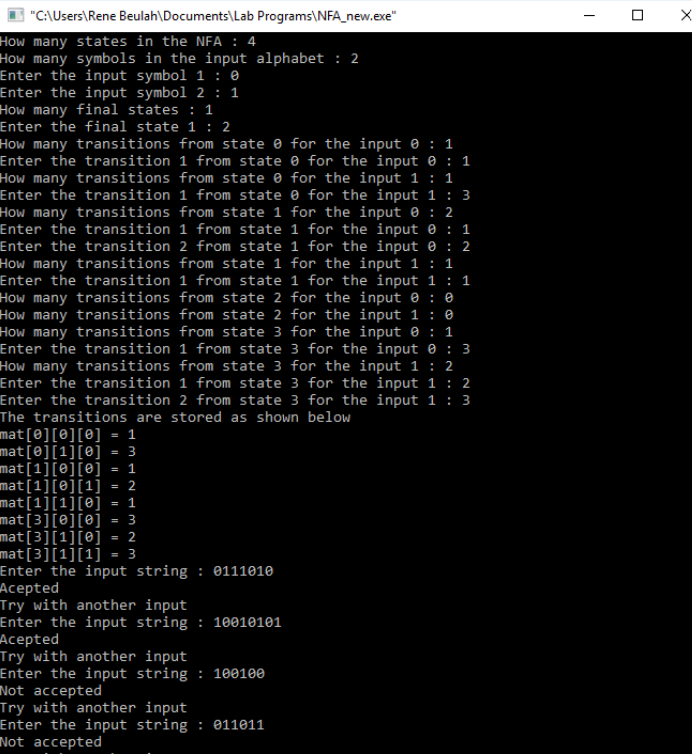 "C:\Users\Rene Beulah\Documents\Lab Programs\NFA_new.exe"
How many states in the NFA : 4
How many symbols in the input alphabet : 2
Enter the input symbol 1 : 0
Enter the input symbol 2 : 1
How many final states : 1
Enter the final state 1 : 2
How many transitions from state 0 for the input 0 : 1
Enter the transition 1 from state 0 for the input 0 : 1
How many transitions from state 0 for the input 1 : 1
Enter the transition 1 from state 0 for the input 1 : 3
How many transitions from state 1 for the input 0 : 2
Enter the transition 1 from state 1 for the input 0 : 1
Enter the transition 2 from state 1 for the input 0 : 2
How many transitions from state 1 for the input 1 : 1
Enter the transition 1 from state 1 for the input 1 : 1
How many transitions from state 2 for the input 0 : 0
How many transitions from state 2 for the input 1 : 0
How many transitions from state 3 for the input 0 : 1
Enter the transition 1 from state 3 for the input 0 : 3
How many transitions from state 3 for the input 1 : 2
Enter the transition 1 from state 3 for the input 1 : 2
Enter the transition 2 from state 3 for the input 1 : 3
The transitions are stored as shown below
mat[0][0][0] = 1
mat[0][1][0] = 3
mat[1][0][0] = 1
mat[1][0][1] = 2
mat[1][1][0] = 1
mat[3][0][0] = 3
mat[3][1][0] = 2
mat[3][1][1] = 3
Enter the input string : 0111010
Acepted
Try with another input
Enter the input string : 10010101
Acepted
Try with another input
Enter the input string : 100100
Not accepted
Try with another input
Enter the input string : 011011
Not accepted